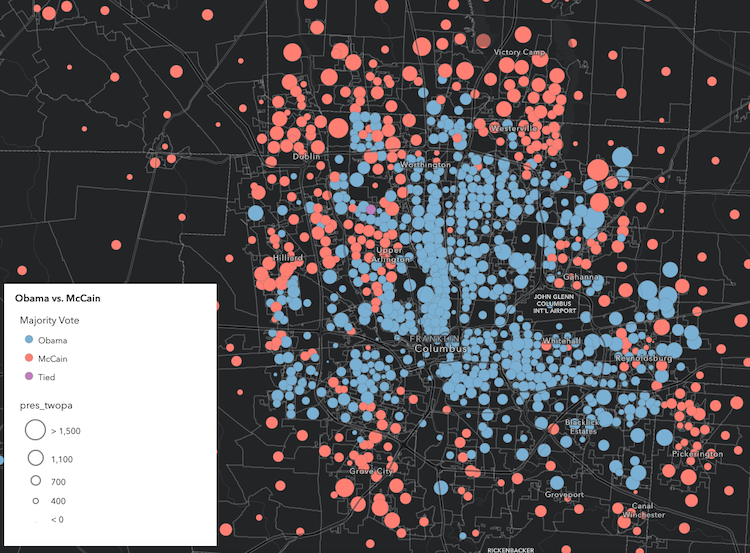 Victory Camp
Westerville
Dublin
Worthington
Upper
Arlington
Hilliard
Gahanna
JOHN GLENN
COLUMBUS
INT'L AIRPORT
FRANKLIN
Columbus
Whitehall
Reynoldsburg
Blacklick
Estates
Pickerington
Grove City
Groveport
Canal
Winchester
RICKENBACKER
Obama vs. McCain
Majority Vote
Obama
McCain
Tied
pres_twopa
> 1,500
1,100
700
400
< 0